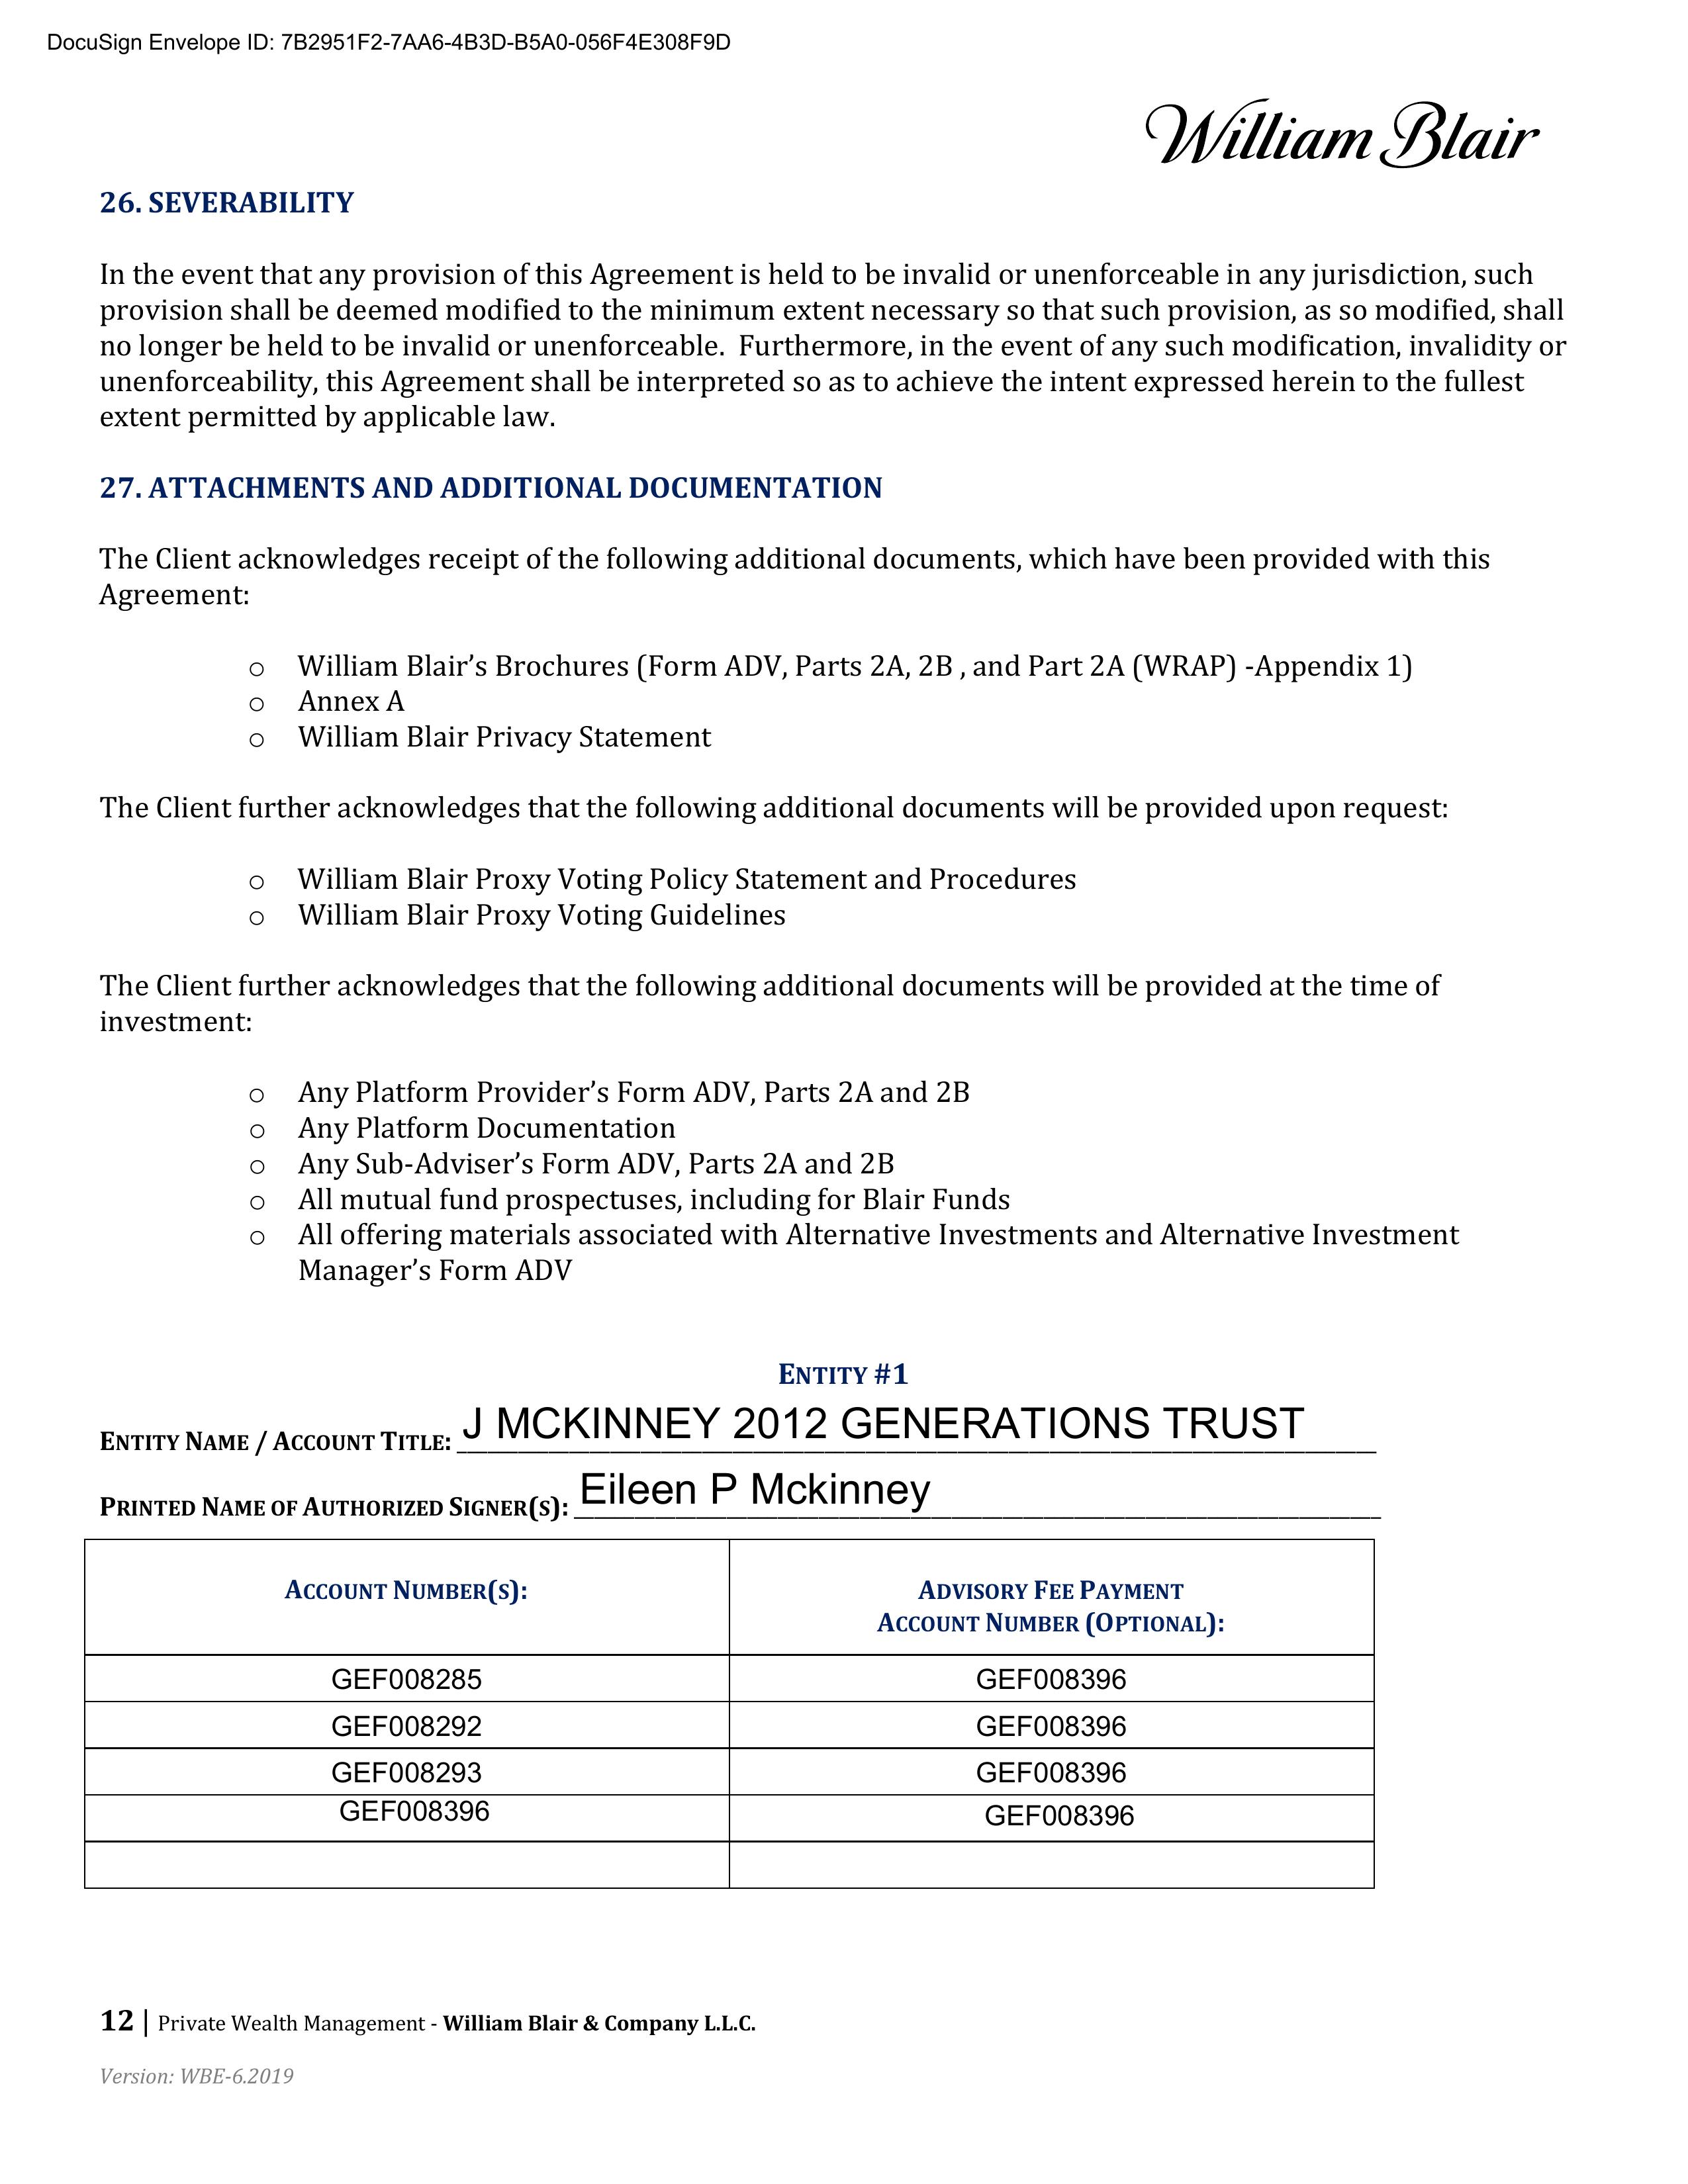 DocuSign Envelope ID: 7B2951F2-7AA6-4B3D-B5A0-056F4E308F9D
William Blair
26. SEVERABILITY
In the event that any provision of this Agreement is held to be invalid or unenforceable in any jurisdiction, such
provision shall be deemed modified to the minimum extent necessary so that such provision, as so modified, shall
no longer be held to be invalid or unenforceable.  Furthermore, in the event of any such modification, invalidity or
unenforceability, this Agreement shall be interpreted so as to achieve the intent expressed herein to the fullest
extent permitted by applicable law.
27. ATTACHMENTS AND ADDITIONAL DOCUMENTATION
The Client acknowledges receipt of the following additional documents, which have been provided with this
Agreement:
o William Blair’s Brochures (Form ADV, Parts 2A, 2B , and Part 2A (WRAP) -Appendix 1)
o Annex A
o William Blair Privacy Statement
The Client further acknowledges that the following additional documents will be provided upon request:
o William Blair Proxy Voting Policy Statement and Procedures
o William Blair Proxy Voting Guidelines
The Client further acknowledges that the following additional documents will be provided at the time of
investment:
o Any Platform Provider’s Form ADV, Parts 2A and 2B
o Any Platform Documentation
o Any Sub-Adviser’s Form ADV, Parts 2A and 2B
o All mutual fund prospectuses, including for Blair Funds
o All offering materials associated with Alternative Investments and Alternative Investment
Manager’s Form ADV
ENTITY #1
ENTITY NAME / ACCOUNT TITLE: J MCKINNEY 2012 GENERATIONS TRUST
PRINTED NAME OF AUTHORIZED SIGNER(S): Eileen P Mckinney
ACCOUNT NUMBER(S): ADVISORY FEE PAYMENT
ACCOUNT NUMBER (OPTIONAL):
GEF008285 GEF008396
GEF008292 GEF008396
GEF008293 GEF008396
GEF008396 GEF008396
12 | Private Wealth Management - William Blair & Company L.L.C.
Version: WBE-6.2019